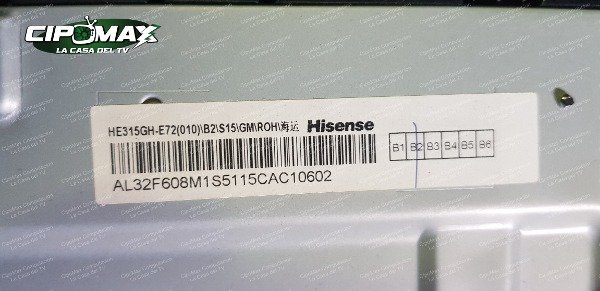 CIPOMAX
LA CASA DEL TV
HE315GH-E72(010)\B2\S15\GM\ROH\海运 Hisense
B1 B2 B3 B4 B5 B6
AL32F608M1S5115CAC10602